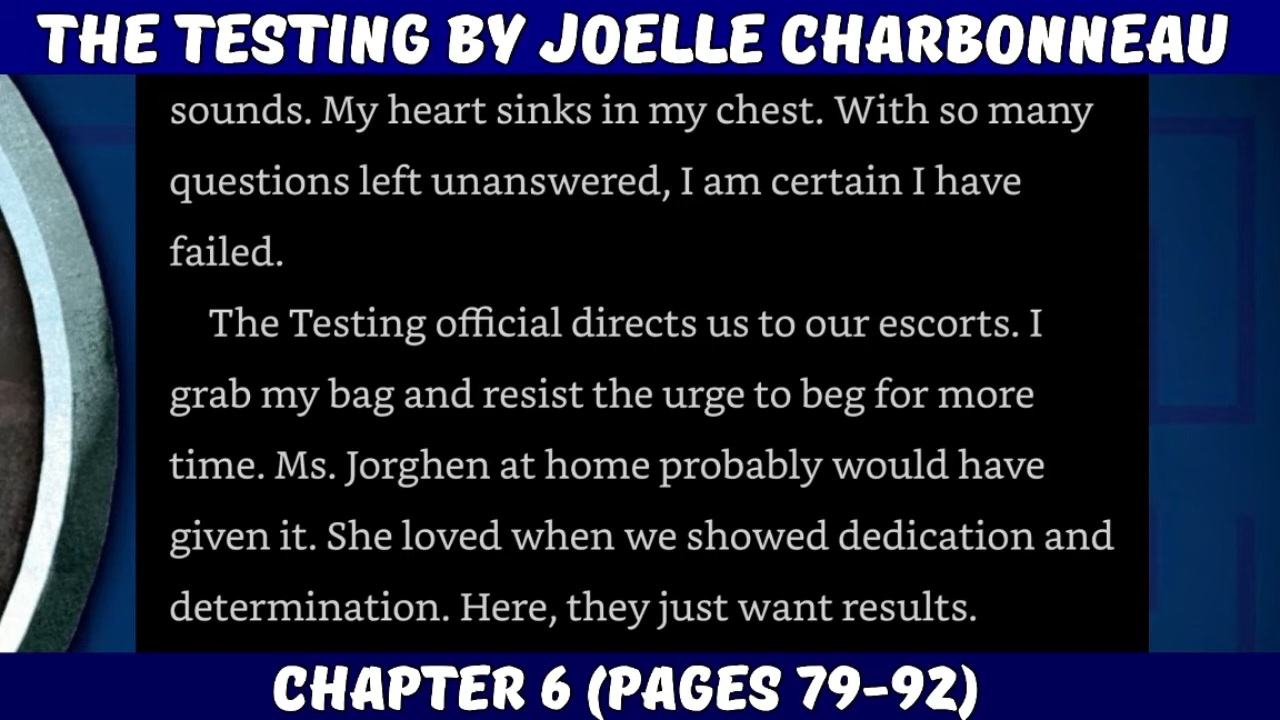 THE TESTING BY JOELLE CHARBONNEAU
sounds. My heart sinks in my chest. With so many
questions left unanswered, I am certain I have
failed.
The Testing official directs us to our escorts. I
grab my bag and resist the urge to beg for more
time. Ms. Jorghen at home probably would have
given it. She loved when we showed dedication and
determination. Here, they just want results.
CHAPTER 6 (PAGES 79-92)